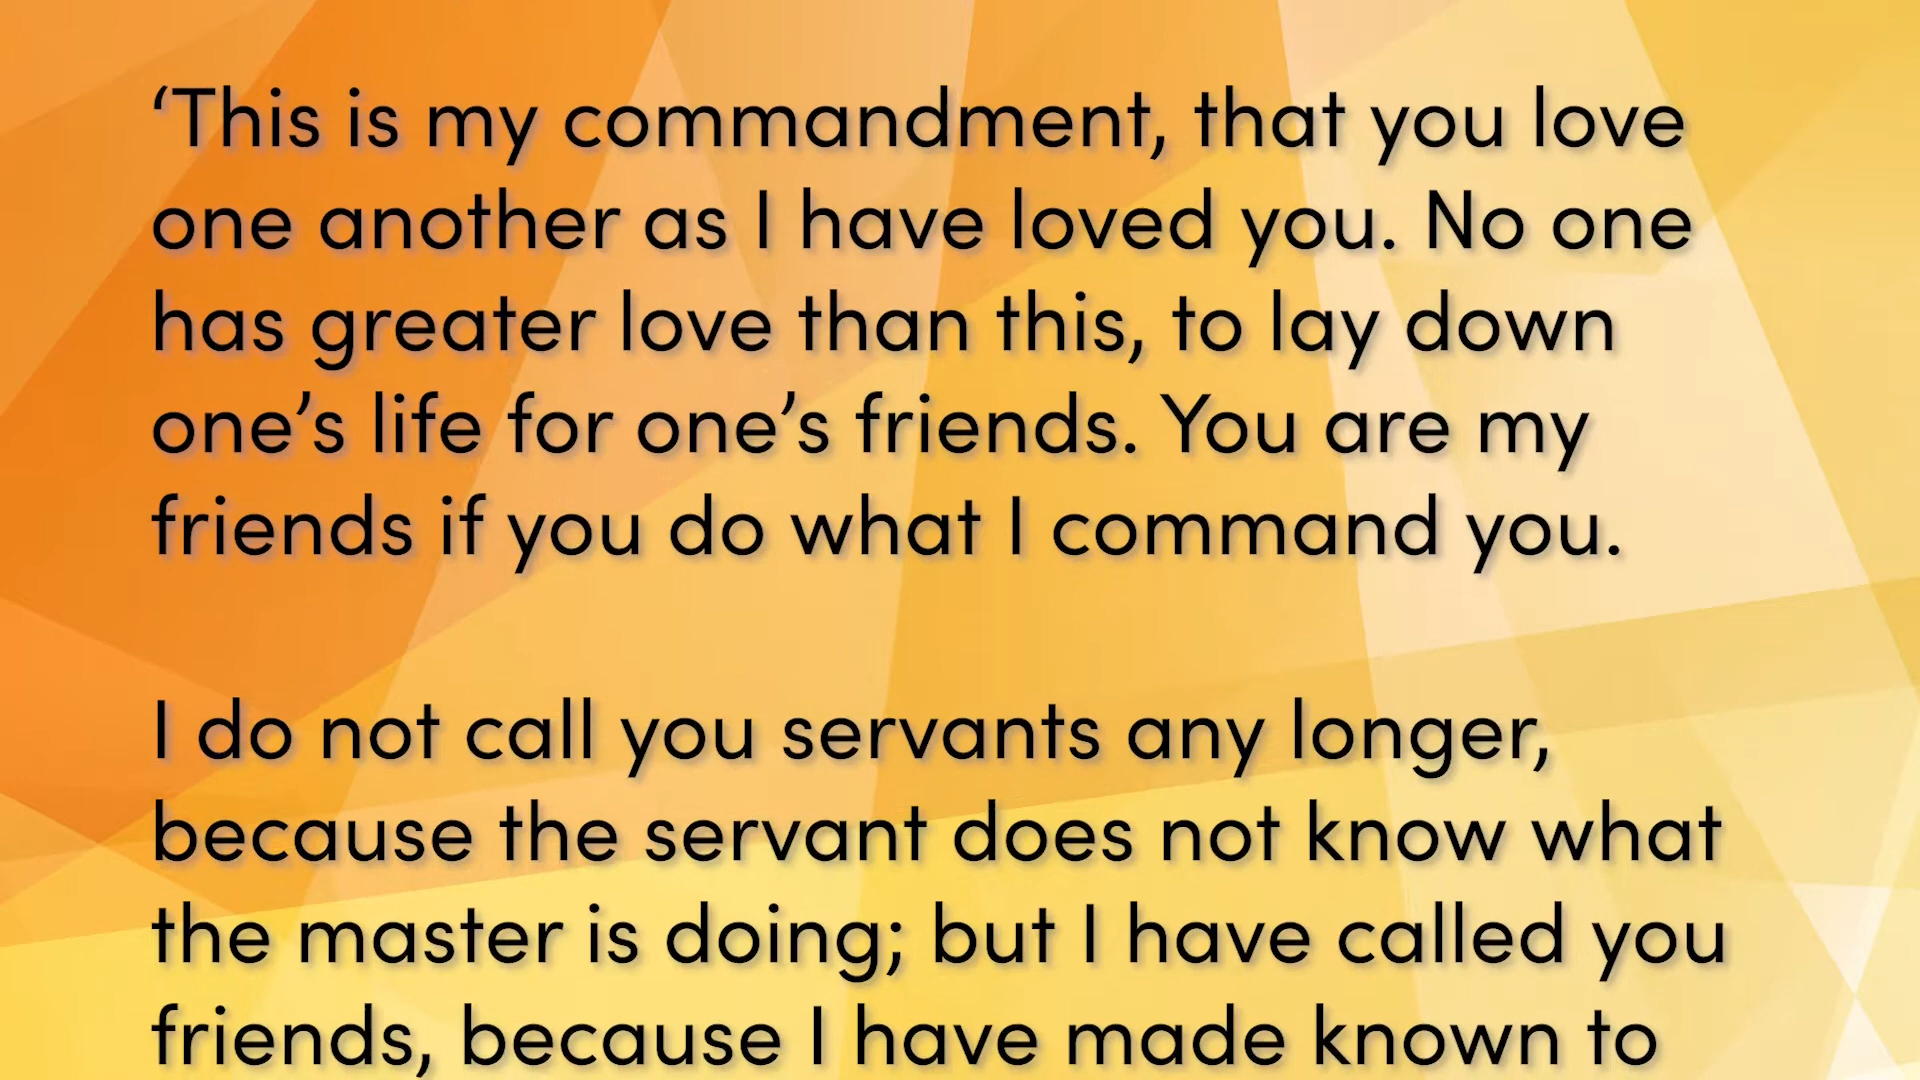 ‘This is my commandment, that you love
one another as I have loved you. No one
has greater love than this, to lay down
one’s life for one’s friends. You are my
friends if you do what I command you.
I do not call you servants any longer,
because the servant does not know what
the master is doing; but I have called you
friends, because I have made known to